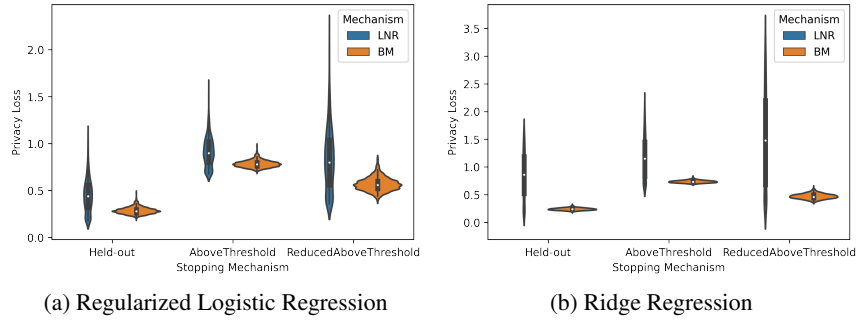 Mechanism
LNR
BM
2.0
1.5
1.0
0.5
0.0
Privacy Loss
Held-out AboveThreshold ReducedAboveThreshold
Stopping Mechanism
(a) Regularized Logistic Regression
Mechanism
LNR
BM
3.5
3.0
2.5
2.0
1.5
1.0
0.5
0.0
Privacy Loss
Held-out AboveThreshold ReducedAboveThreshold
Stopping Mechanism
(b) Ridge Regression